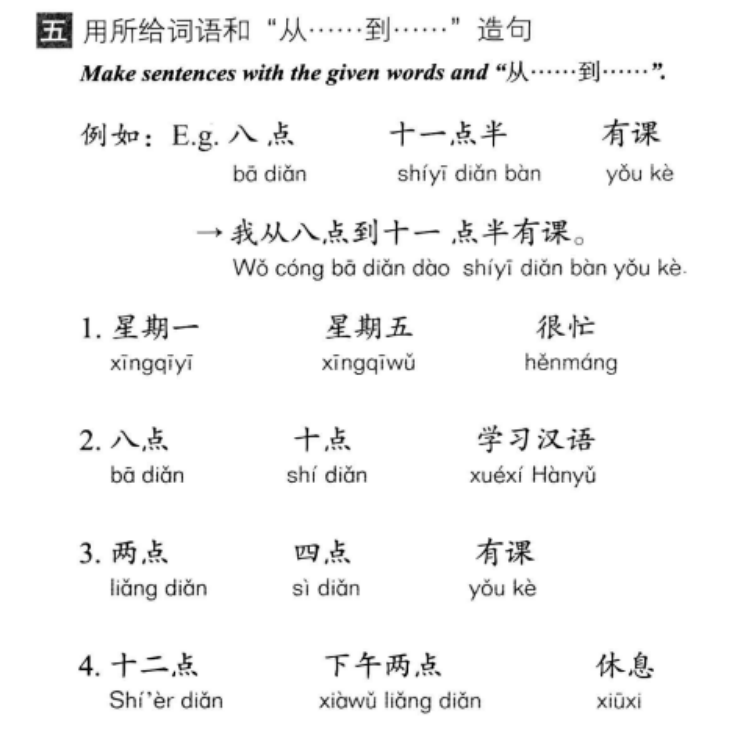 五 用所给词语和“从……到……”造句
Make sentences with the given words and “从……到……”.
例如：E.g. 八点 十一点半 有课
bā diǎn shíyī diǎn bàn yǒu kè
→ 我从八点到十一点半有课。
Wǒ cóng bā diǎn dào shíyī diǎn bàn yǒu kè.
1. 星期一 星期五 很忙
xīngqīyī xīngqīwǔ hěnmáng
2. 八点 十点 学习汉语
bā diǎn shí diǎn xuéxí Hànyǔ
3. 两点 四点 有课
liǎng diǎn sì diǎn yǒu kè
4. 十二点 下午两点 休息
Shí’èr diǎn xiàwǔ liǎng diǎn xiūxi